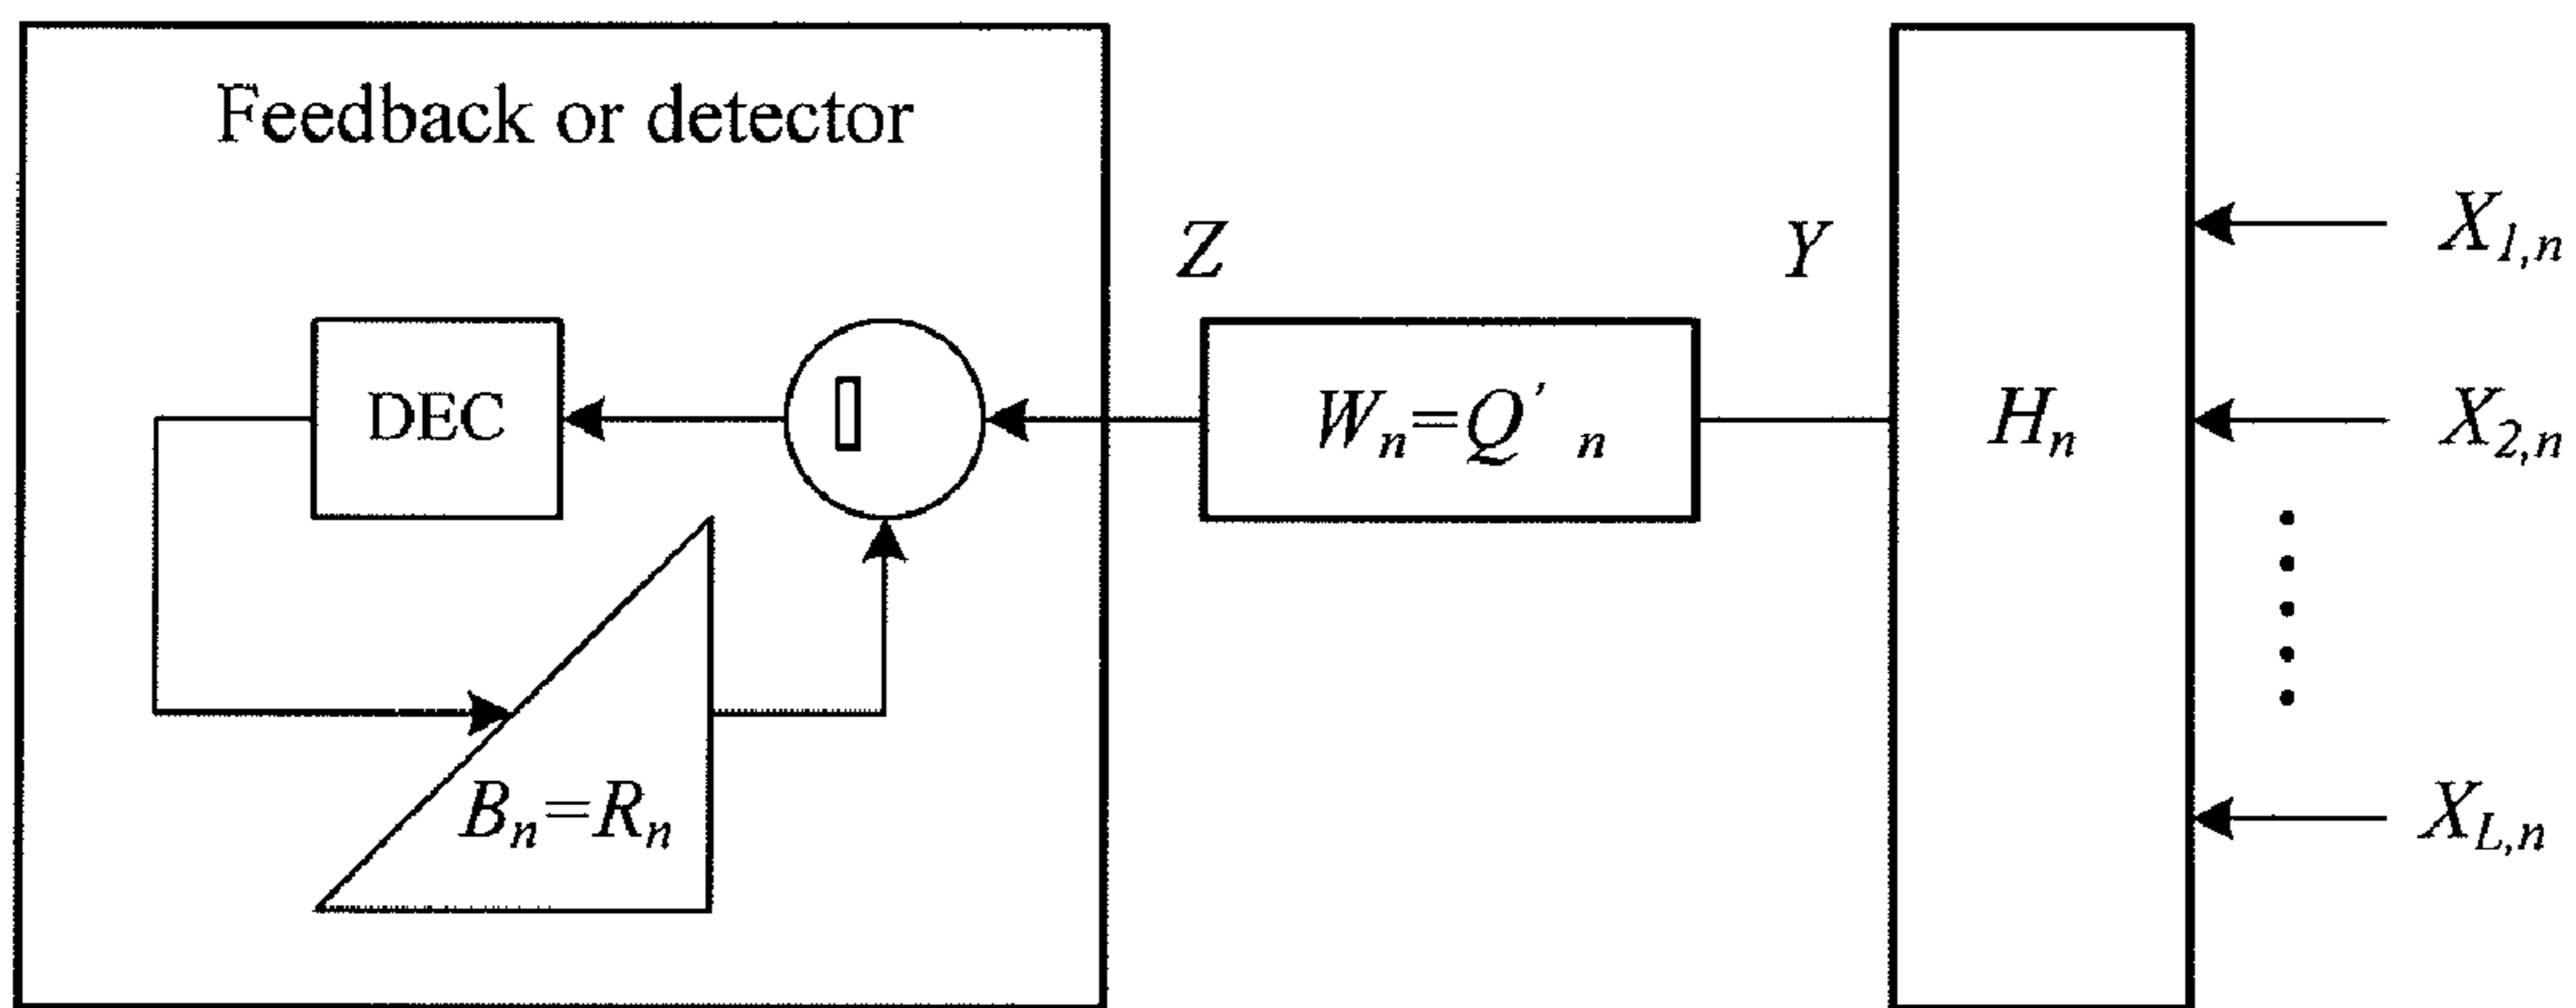 Feedback or detector
Z
Y
X1,n
DEC
Wn=Q'n
Hn
X2,n
Bn=Rn
XL,n